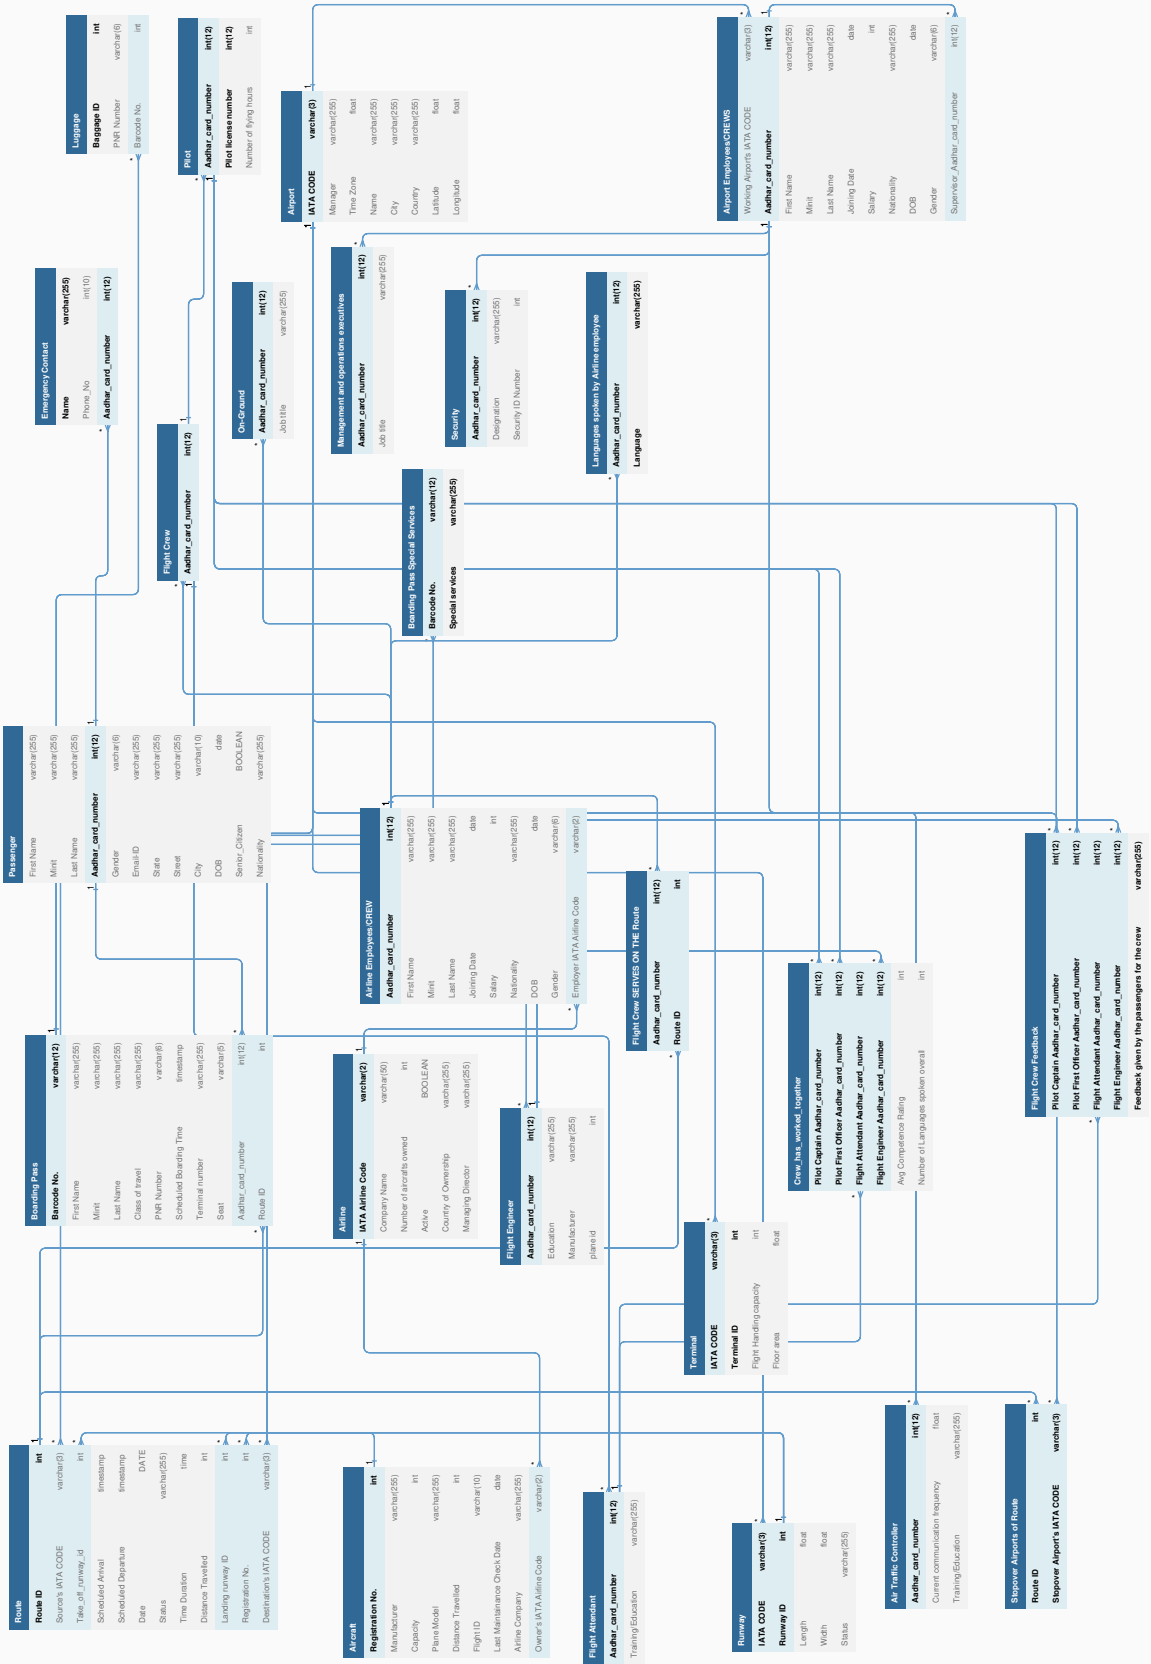 Route
Route ID int
Source's IATA CODE varchar(3)
Take_off_runway_id int
Scheduled Arrival timestamp
Scheduled Departure timestamp
Date DATE
Status varchar(255)
Time Duration time
Distance Travelled int
Landing runway ID int
Registration No. int
Destination's IATA CODE varchar(3)
Boarding Pass
Barcode No. varchar(12)
First Name varchar(255)
Minit varchar(255)
Last Name varchar(255)
Class of travel varchar(255)
PNR Number varchar(6)
Scheduled Boarding Time timestamp
Terminal number varchar(255)
Seat varchar(5)
Aadhar_card_number int(12)
Route ID int
Passenger
First Name varchar(255)
Minit varchar(255)
Last Name varchar(255)
Aadhar_card_number int(12)
Gender varchar(6)
Email-ID varchar(255)
State varchar(255)
Street varchar(255)
City varchar(10)
DOB date
Senior_Citizen BOOLEAN
Nationality varchar(255)
Emergency Contact
Name varchar(255)
Phone_No int(10)
Aadhar_card_number int(12)
Luggage
Baggage ID int
PNR Number varchar(6)
Barcode No. int
Flight Crew
Aadhar_card_number int(12)
Pilot
Aadhar_card_number int(12)
Pilot license number int(12)
Number of flying hours int
On-Ground
Aadhar_card_number int(12)
Job title varchar(255)
Airport
IATA CODE varchar(3)
Manager varchar(255)
Time Zone float
Name varchar(255)
City varchar(255)
Country varchar(255)
Latitude float
Longitude float
Management and operations executives
Aadhar_card_number int(12)
Job title varchar(255)
Aircraft
Registration No. int
Manufacturer varchar(255)
Capacity int
Plane Model varchar(255)
Distance Travelled int
Flight ID varchar(10)
Last Maintenance Check Date date
Airline Company varchar(255)
Owner's IATA Airline Code varchar(2)
Airline
IATA Airline Code varchar(2)
Company Name varchar(50)
Number of aircrafts owned int
Active BOOLEAN
Country of Ownership varchar(255)
Managing Director varchar(255)
Airline Employees/CREW
Aadhar_card_number int(12)
First Name varchar(255)
Minit varchar(255)
Last Name varchar(255)
Joining Date date
Salary int
Nationality varchar(255)
DOB date
Gender varchar(6)
Employer IATA Airline Code varchar(2)
Boarding Pass Special Services
Barcode No. varchar(12)
Special services varchar(255)
Security
Aadhar_card_number int(12)
Designation varchar(255)
Security ID Number int
Flight Engineer
Aadhar_card_number int(12)
Education varchar(255)
Manufacturer varchar(255)
plane id int
Flight Attendant
Aadhar_card_number int(12)
Training/Education varchar(255)
Languages spoken by Airline employee
Aadhar_card_number int(12)
Language varchar(255)
Flight Crew SERVES ON THE Route
Aadhar_card_number int(12)
Route ID int
Terminal
IATA CODE varchar(3)
Terminal ID int
Flight Handling capacity int
Floor area float
Airport Employees/CREWS
Working Airport's IATA CODE varchar(3)
Aadhar_card_number int(12)
First Name varchar(255)
Minit varchar(255)
Last Name varchar(255)
Joining Date date
Salary int
Nationality varchar(255)
DOB date
Gender varchar(6)
Supervisor_Aadhar_card_number int(12)
Runway
IATA CODE varchar(3)
Runway ID int
Length float
Width float
Status varchar(255)
Crew_has_worked_together
Pilot Captain Aadhar_card_number int(12)
Pilot First Officer Aadhar_card_number int(12)
Flight Attendant Aadhar_card_number int(12)
Flight Engineer Aadhar_card_number int(12)
Avg Competence Rating int
Number of Languages spoken overall int
Air Traffic Controller
Aadhar_card_number int(12)
Current communication frequency float
Training/Education varchar(255)
Stopover Airports of Route
Route ID int
Stopover Airport's IATA CODE varchar(3)
Flight Crew Feedback
Pilot Captain Aadhar_card_number int(12)
Pilot First Officer Aadhar_card_number int(12)
Flight Attendant Aadhar_card_number int(12)
Flight Engineer Aadhar_card_number int(12)
Feedback given by the passengers for the crew varchar(255)